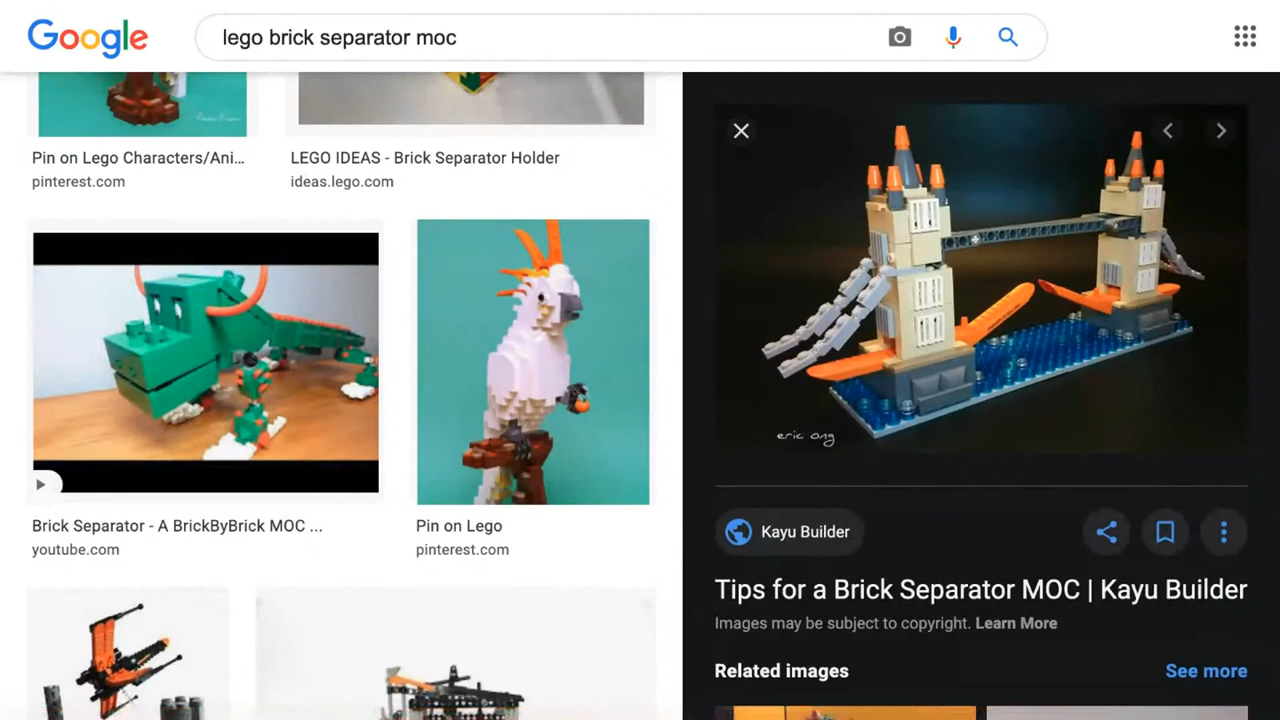 Google
lego brick separator moc
Pin on Lego Characters/Ani...
pinterest.com
LEGO IDEAS - Brick Separator Holder
ideas.lego.com
Brick Separator - A BrickByBrick MOC ...
youtube.com
Pin on Lego
pinterest.com
eric ong
Kayu Builder
Tips for a Brick Separator MOC | Kayu Builder
Images may be subject to copyright. Learn More
Related images
See more